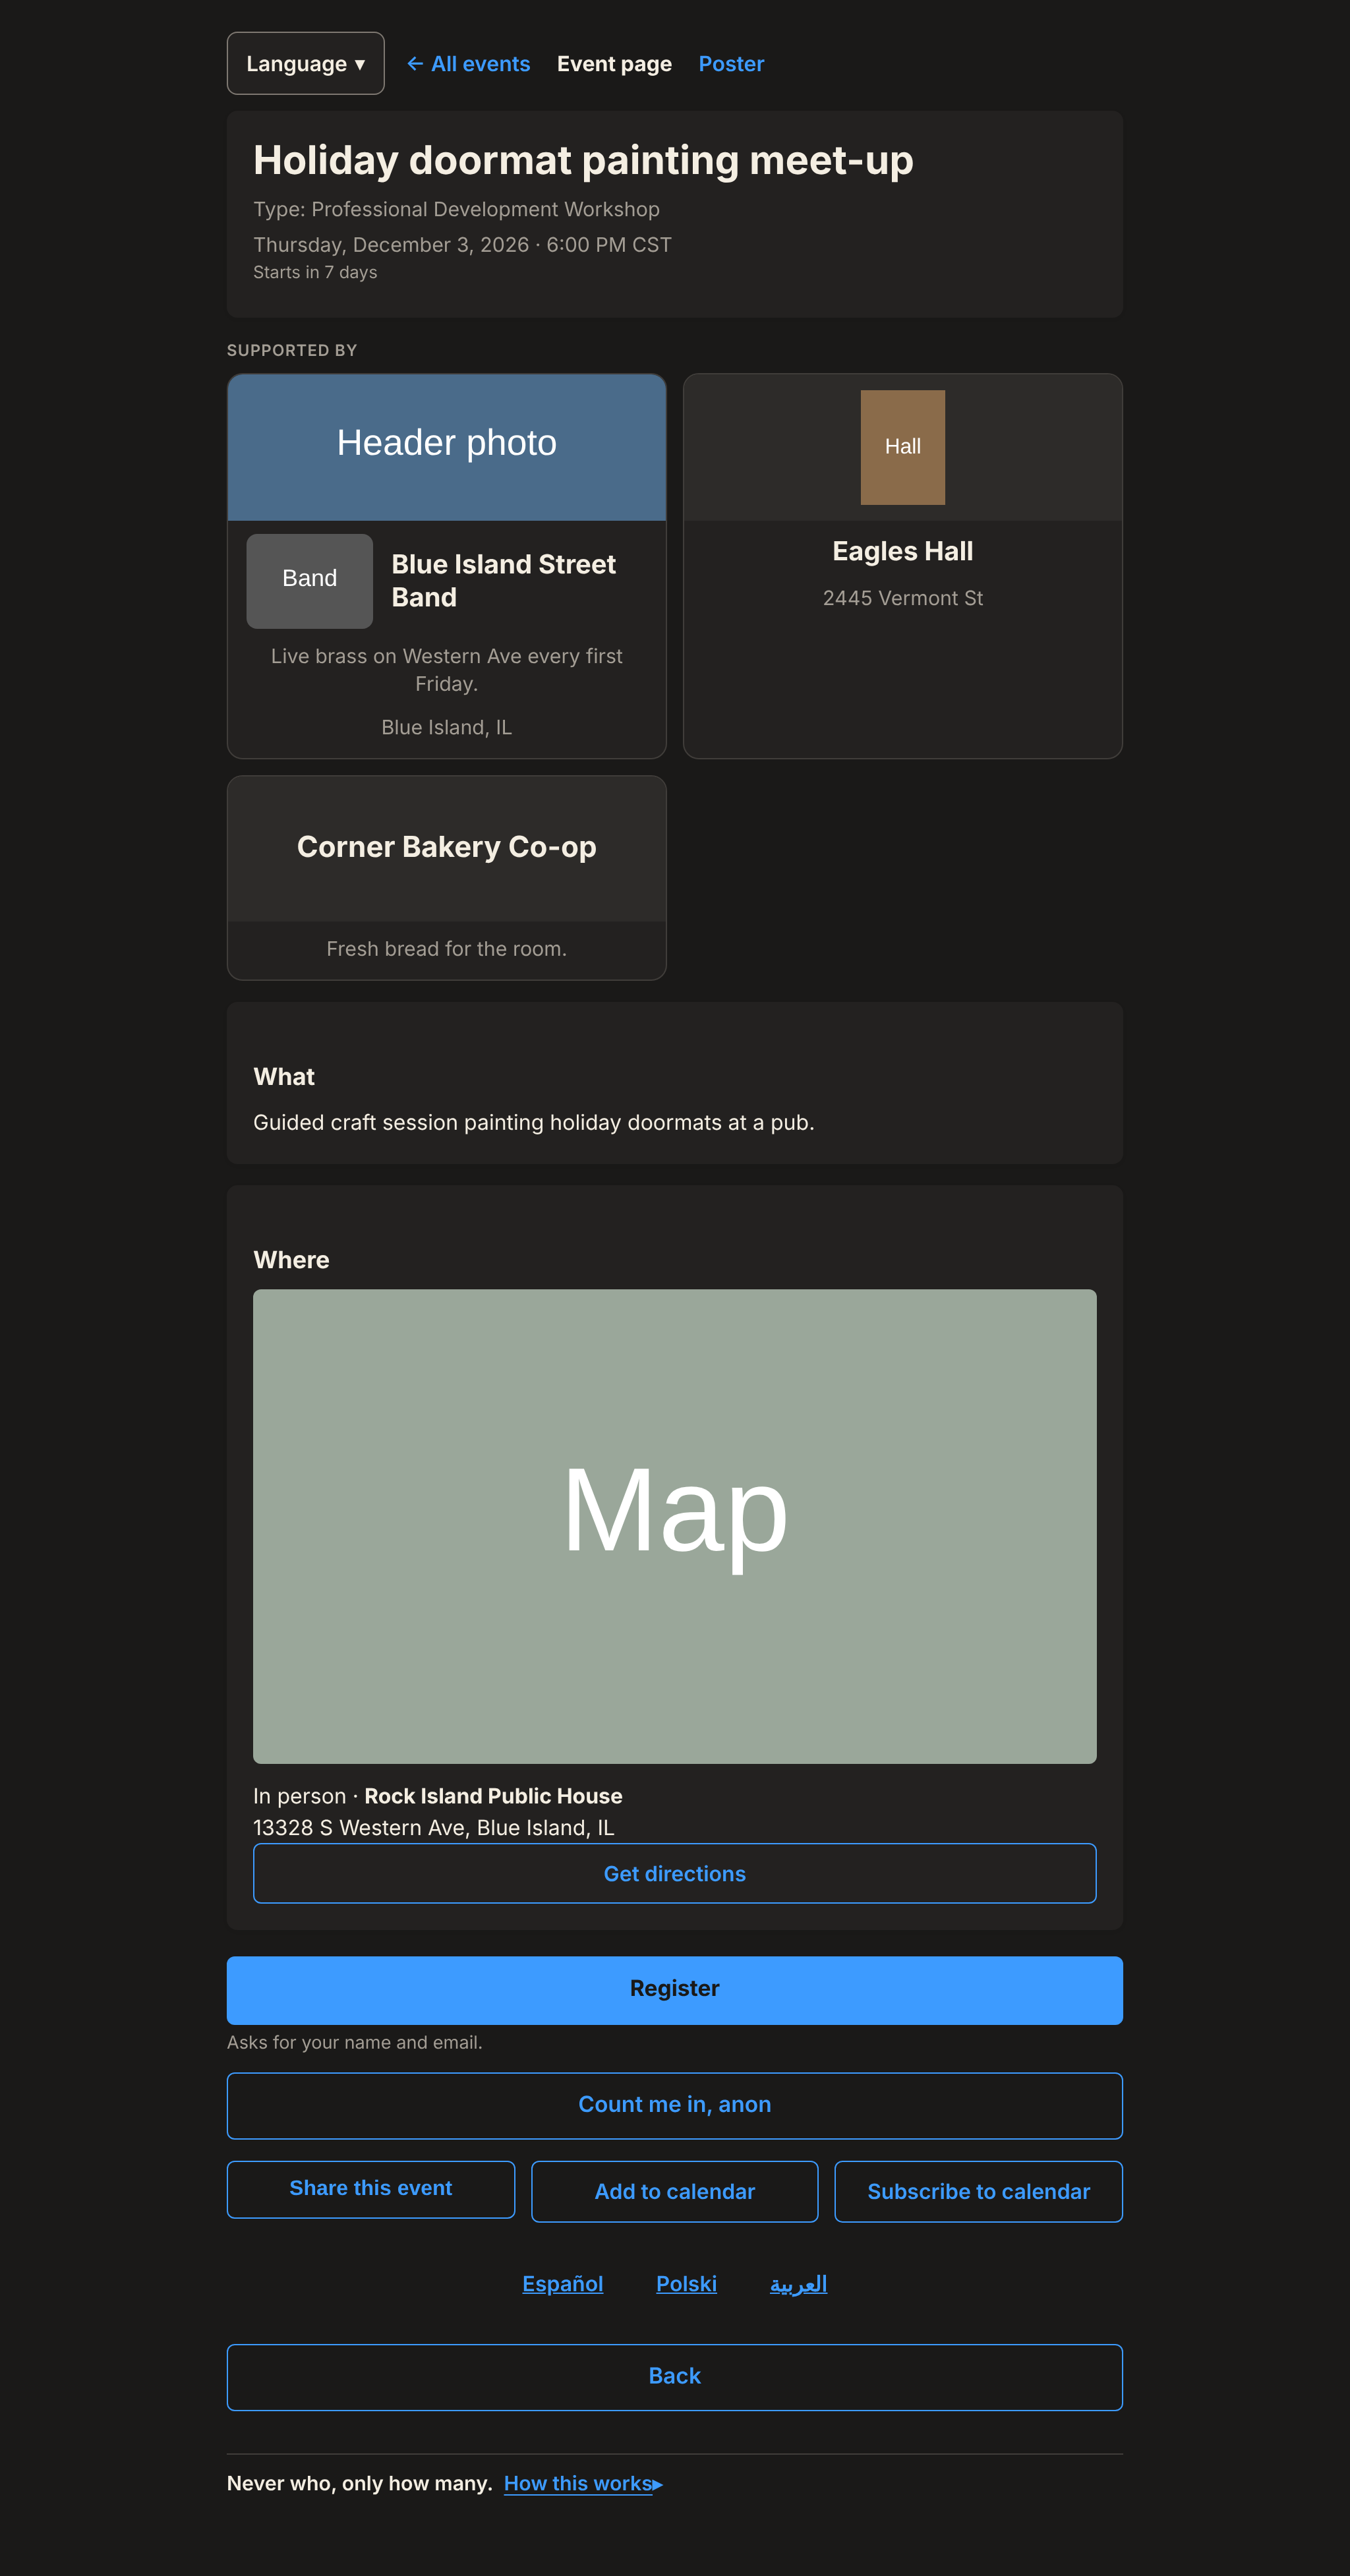 Language ▾
← All events
Event page
Poster
Holiday doormat painting meet-up
Type: Professional Development Workshop
Thursday, December 3, 2026 · 6:00 PM CST
Starts in 7 days
SUPPORTED BY
Header photo
Band
Blue Island Street
Band
Live brass on Western Ave every first
Friday.
Blue Island, IL
Hall
Eagles Hall
2445 Vermont St
Corner Bakery Co-op
Fresh bread for the room.
What
Guided craft session painting holiday doormats at a pub.
Where
Map
In person · Rock Island Public House
13328 S Western Ave, Blue Island, IL
Get directions
Register
Asks for your name and email.
Count me in, anon
Share this event
Add to calendar
Subscribe to calendar
Español
Polski
العربية
Back
Never who, only how many. How this works▸